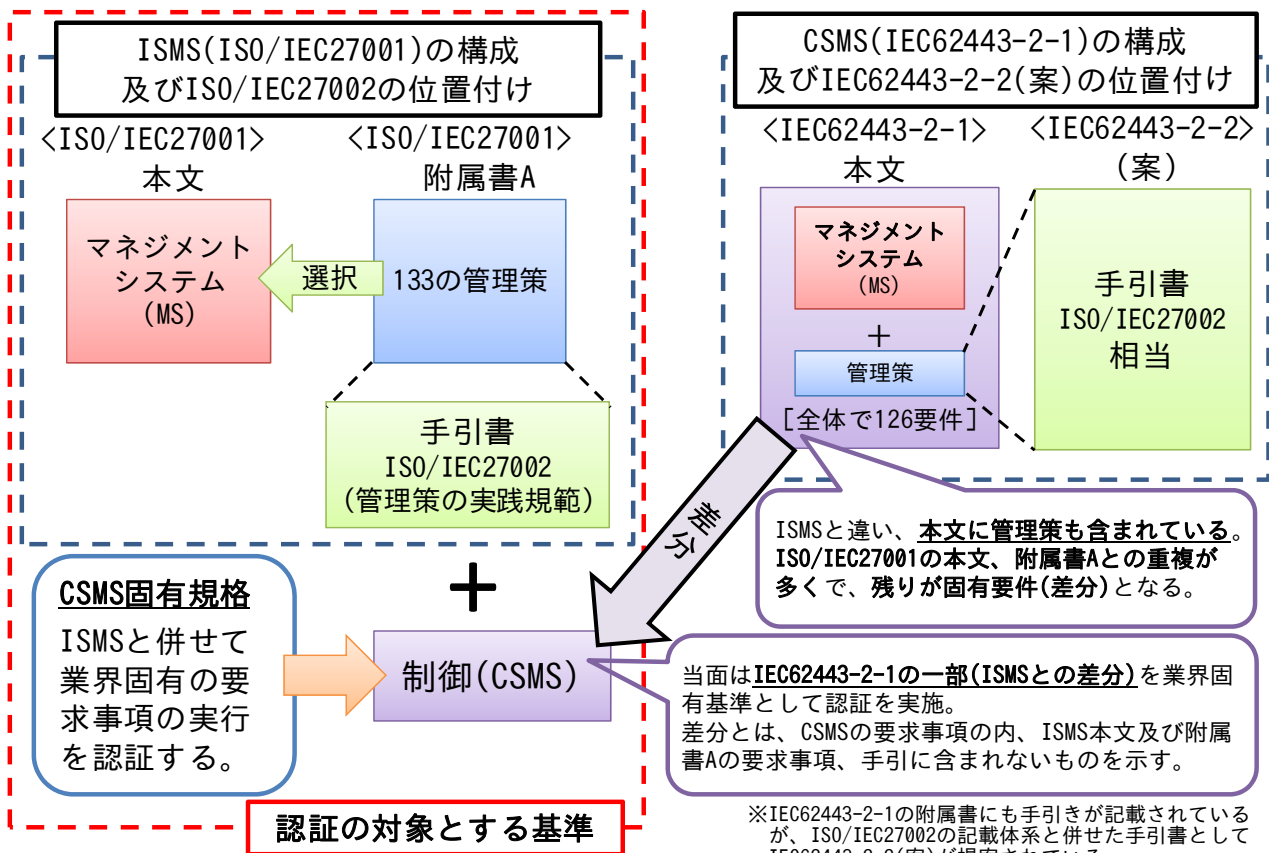 ISMS(ISO/IEC27001)の構成
及びISO/IEC27002の位置付け
<ISO/IEC27001>
本文
<ISO/IEC27001>
附属書A
マネジメント
システム
(MS)
選択
133の管理策
手引書
ISO/IEC27002
(管理策の実践規範)
CSMS(IEC62443-2-1)の構成
及びIEC62443-2-2(案)の位置付け
<IEC62443-2-1>
本文
<IEC62443-2-2>
(案)
マネジメント
システム
(MS)
＋
管理策
[全体で126要件]
手引書
ISO/IEC27002
相当
差分
ISMSと違い、本文に管理策も含まれている。
ISO/IEC27001の本文、附属書Aとの重複が
多くで、残りが固有要件(差分)となる。
＋
CSMS固有規格
ISMSと併せて
業界固有の要
求事項の実行
を認証する。
制御(CSMS)
当面はIEC62443-2-1の一部(ISMSとの差分)を業界固
有基準として認証を実施。
差分とは、CSMSの要求事項の内、ISMS本文及び附属
書Aの要求事項、手引に含まれないものを示す。
認証の対象とする基準
※IEC62443-2-1の附属書にも手引きが記載されている
が、ISO/IEC27002の記載体系と併せた手引書として